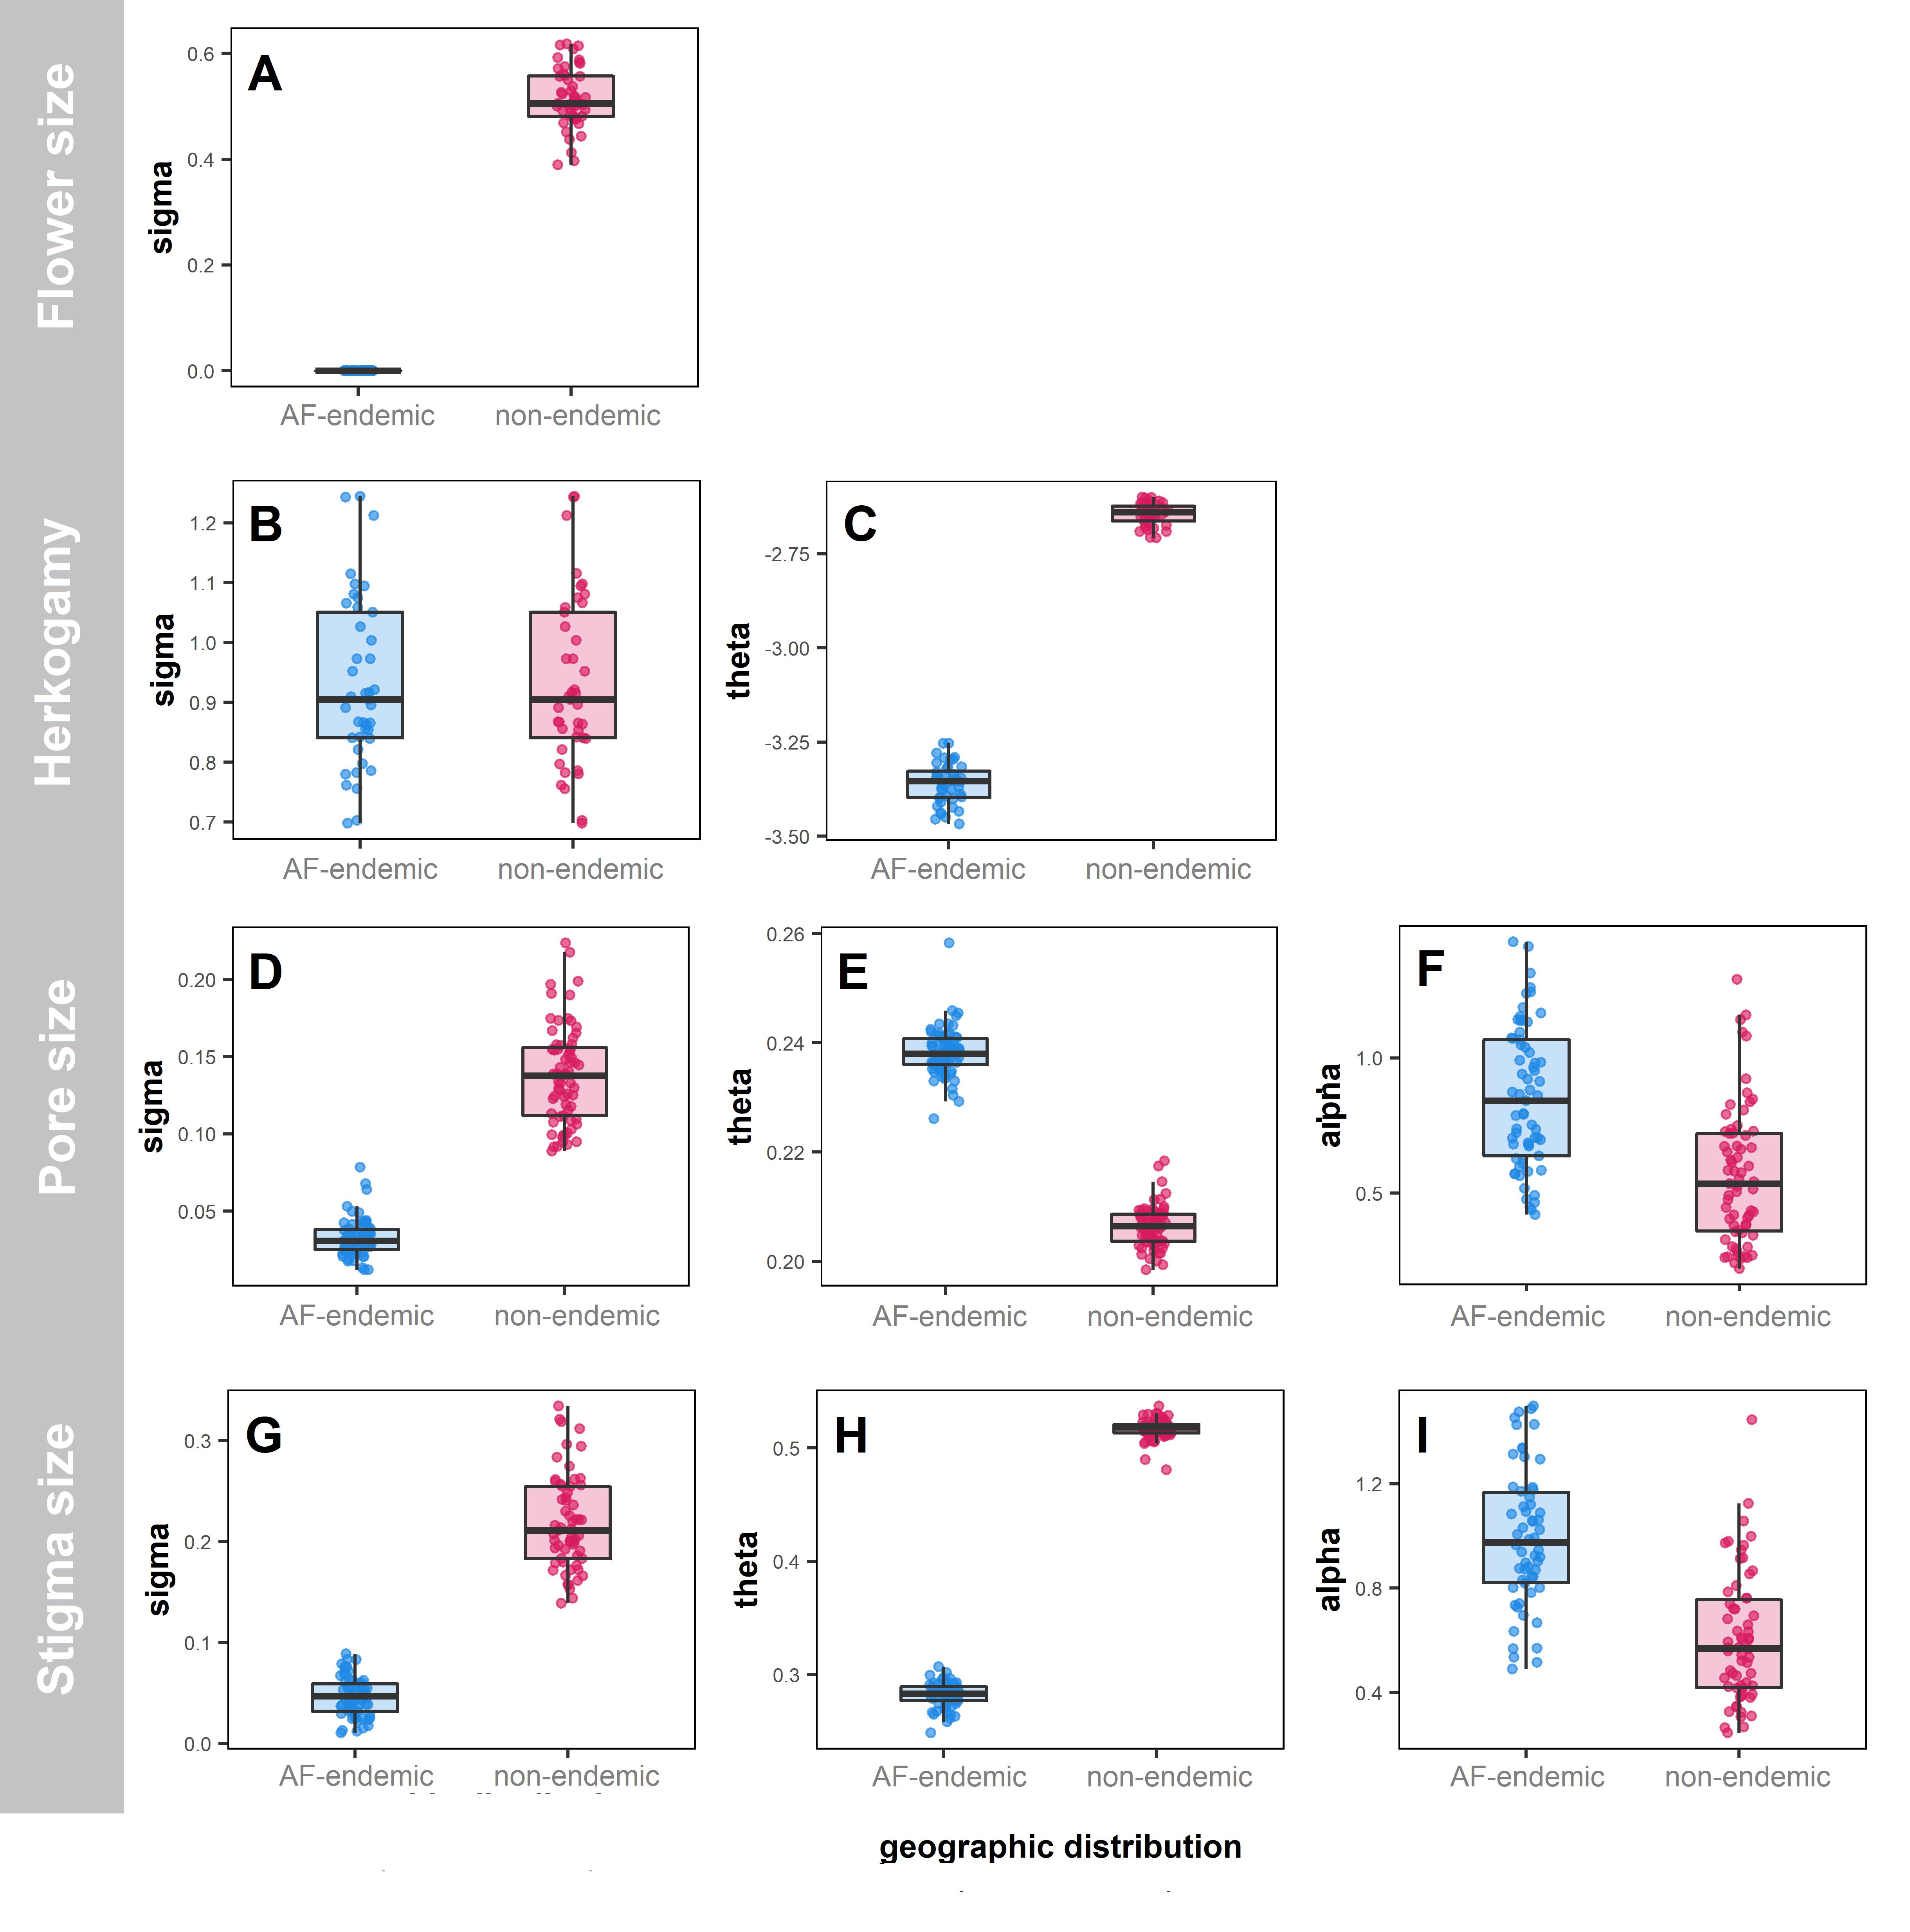 Flower size
A
sigma
0.6
0.4
0.2
0.0
AF-endemic non-endemic
Herkogamy
B
sigma
1.2
1.1
1.0
0.9
0.8
0.7
AF-endemic non-endemic
C
theta
-2.75
-3.00
-3.25
-3.50
AF-endemic non-endemic
Pore size
D
sigma
0.20
0.15
0.10
0.05
AF-endemic non-endemic
E
theta
0.26
0.24
0.22
0.20
AF-endemic non-endemic
F
alpha
1.0
0.5
AF-endemic non-endemic
Stigma size
G
sigma
0.3
0.2
0.1
0.0
AF-endemic non-endemic
H
theta
0.5
0.4
0.3
AF-endemic non-endemic
I
alpha
1.2
0.8
0.4
AF-endemic non-endemic
geographic distribution